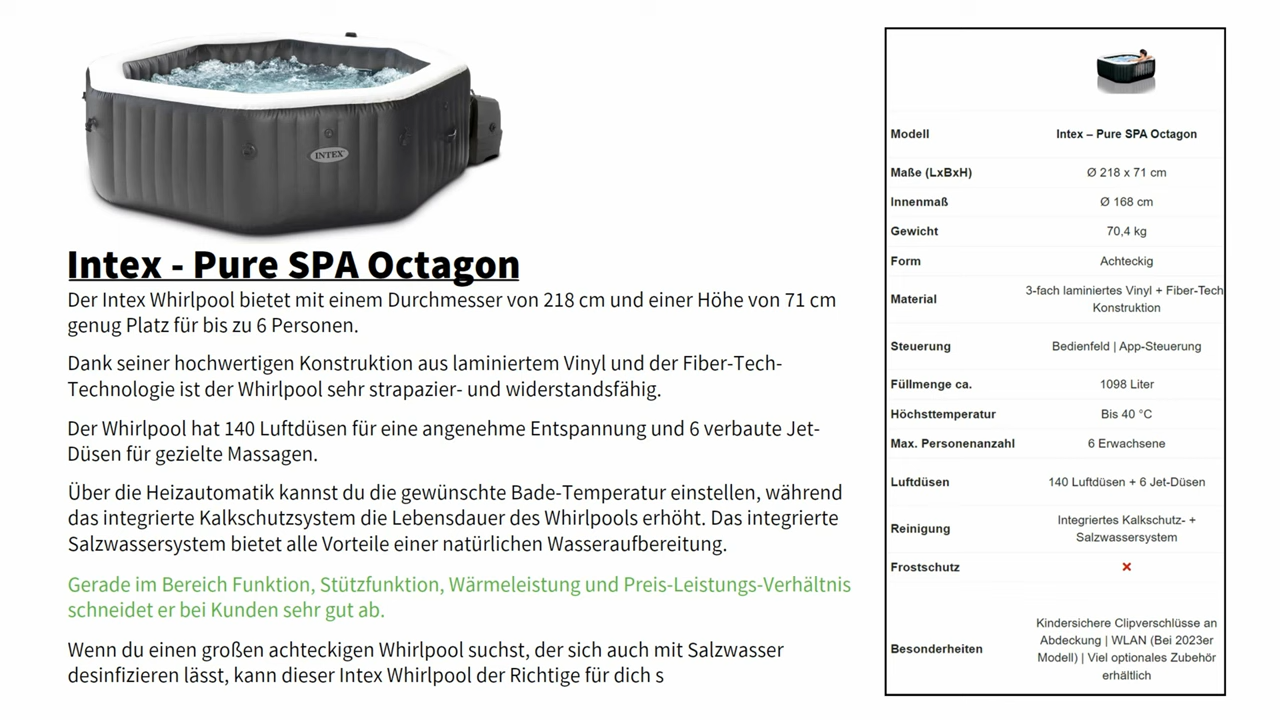 INTEX
Intex - Pure SPA Octagon
Der Intex Whirlpool bietet mit einem Durchmesser von 218 cm und einer Höhe von 71 cm
genug Platz für bis zu 6 Personen.
Dank seiner hochwertigen Konstruktion aus laminiertem Vinyl und der Fiber-Tech-
Technologie ist der Whirlpool sehr strapazier- und widerstandsfähig.
Der Whirlpool hat 140 Luftdüsen für eine angenehme Entspannung und 6 verbaute Jet-
Düsen für gezielte Massagen.
Über die Heizautomatik kannst du die gewünschte Bade-Temperatur einstellen, während
das integrierte Kalkschutzsystem die Lebensdauer des Whirlpools erhöht. Das integrierte
Salzwassersystem bietet alle Vorteile einer natürlichen Wasseraufbereitung.
Gerade im Bereich Funktion, Stützfunktion, Wärmeleistung und Preis-Leistungs-Verhältnis
schneidet er bei Kunden sehr gut ab.
Wenn du einen großen achteckigen Whirlpool suchst, der sich auch mit Salzwasser
desinfizieren lässt, kann dieser Intex Whirlpool der Richtige für dich s
Modell Intex – Pure SPA Octagon
Maße (LxBxH) Ø 218 x 71 cm
Innenmaß Ø 168 cm
Gewicht 70,4 kg
Form Achteckig
Material 3-fach laminiertes Vinyl + Fiber-Tech
Konstruktion
Steuerung Bedienfeld | App-Steuerung
Füllmenge ca. 1098 Liter
Höchsttemperatur Bis 40 °C
Max. Personenanzahl 6 Erwachsene
Luftdüsen 140 Luftdüsen + 6 Jet-Düsen
Reinigung Integriertes Kalkschutz- +
Salzwassersystem
Frostschutz ×
Besonderheiten Kindersichere Clipverschlüsse an
Abdeckung | WLAN (Bei 2023er
Modell) | Viel optionales Zubehör
erhältlich